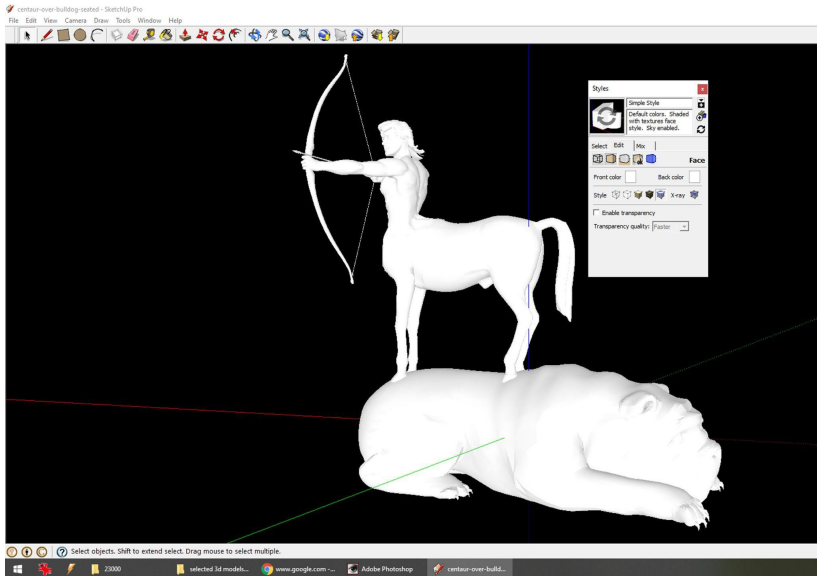 centaur-over-bulldog-seated - SketchUp Pro
File Edit View Camera Draw Tools Window Help
Styles
Simple Style
Default colors. Shaded
with textures face
style. Sky enabled.
Select Edit Mix
Face
Front color Back color
Style X-ray
Enable transparency
Transparency quality: Faster
Select objects. Shift to extend select. Drag mouse to select multiple.
23000 selected 3d models... www.google.com -... Adobe Photoshop centaur-over-bulld...